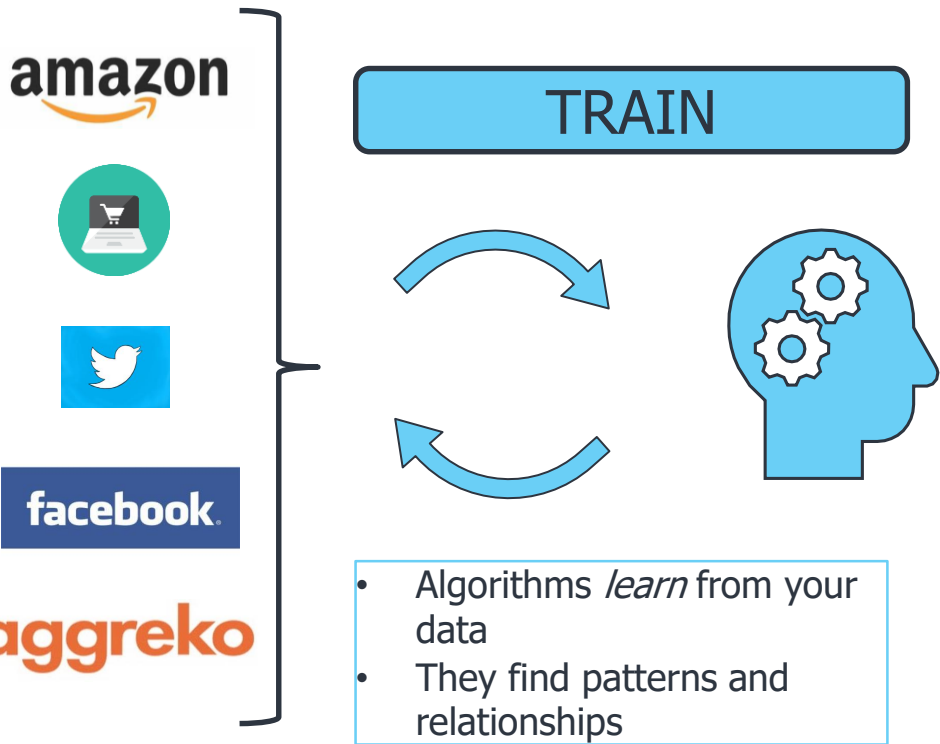 amazon
TRAIN
facebook.
aggreko
• Algorithms learn from your
data
• They find patterns and
relationships